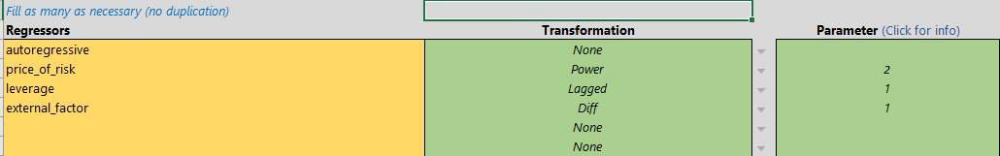 Fill as many as necessary (no duplication)
Regressors Transformation Parameter (Click for info)
autoregressive None
price_of_risk Power 2
leverage Lagged 1
external_factor Diff 1
None
None